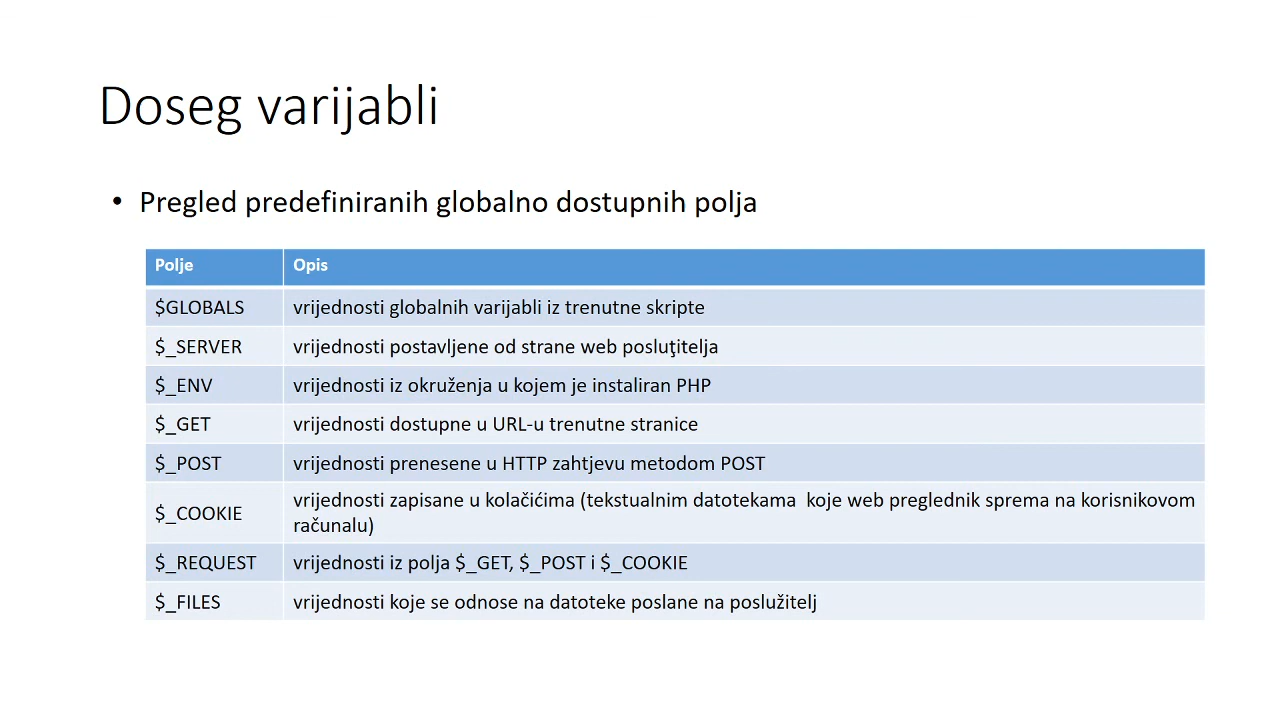 Doseg varijabli
• Pregled predefiniranih globalno dostupnih polja
Polje Opis
$GLOBALS vrijednosti globalnih varijabli iz trenutne skripte
$_SERVER vrijednosti postavljene od strane web posluţitelja
$_ENV vrijednosti iz okruženja u kojem je instaliran PHP
$_GET vrijednosti dostupne u URL-u trenutne stranice
$_POST vrijednosti prenesene u HTTP zahtjevu metodom POST
$_COOKIE vrijednosti zapisane u kolačićima (tekstualnim datotekama koje web preglednik sprema na korisnikovom
računalu)
$_REQUEST vrijednosti iz polja $_GET, $_POST i $_COOKIE
$_FILES vrijednosti koje se odnose na datoteke poslane na poslužitelj